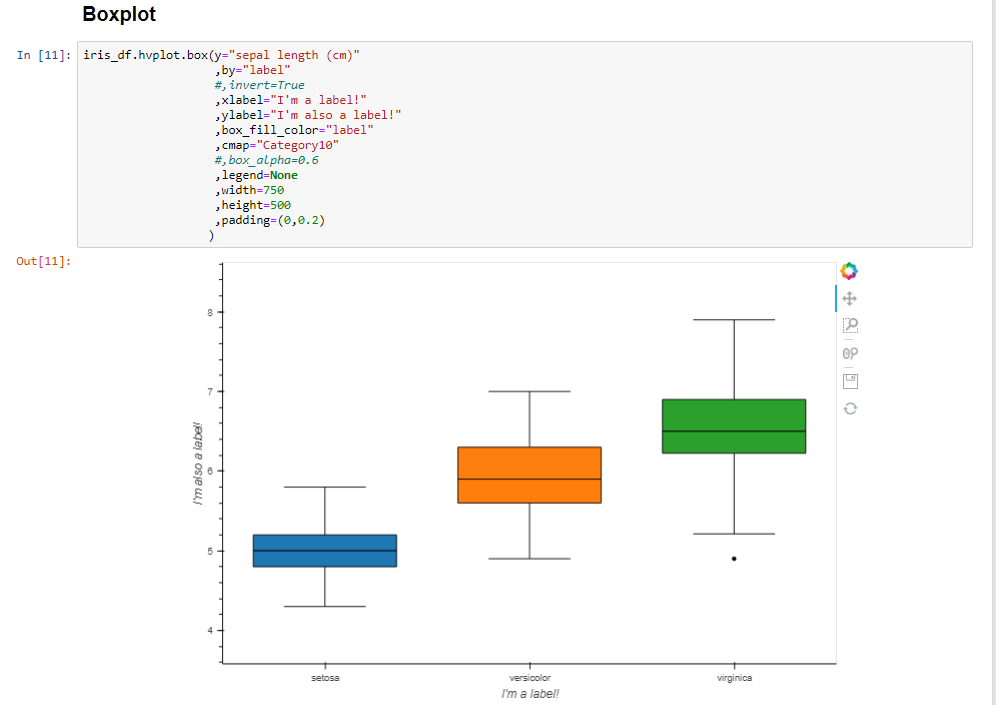 Boxplot
In [11]: iris_df.hvplot.box(y="sepal length (cm)"
,by="label"
#,invert=True
,xlabel="I'm a label!"
,ylabel="I'm also a label!"
,box_fill_color="label"
,cmap="Category10"
#,box_alpha=0.6
,legend=None
,width=750
,height=500
,padding=(0,0.2)
)
Out[11]:
8
7
6
5
4
I'm also a label!
setosa versicolor virginica
I'm a label!